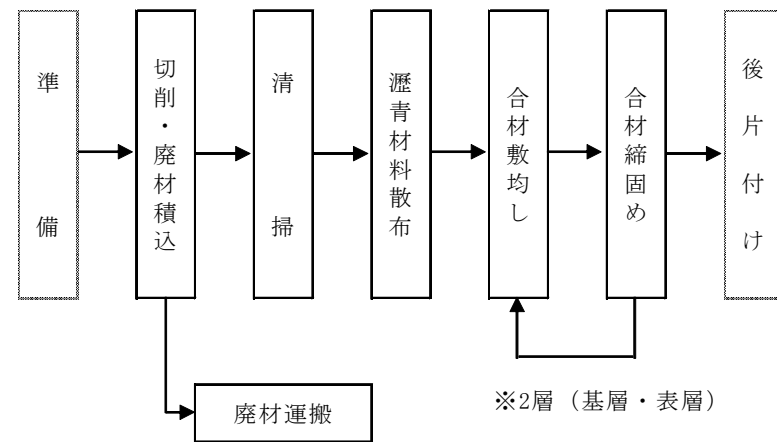 準備
切削・廃材積込
清掃
瀝青材料散布
合材敷均し
合材締固め
後片付け
廃材運搬
※2層（基層・表層）